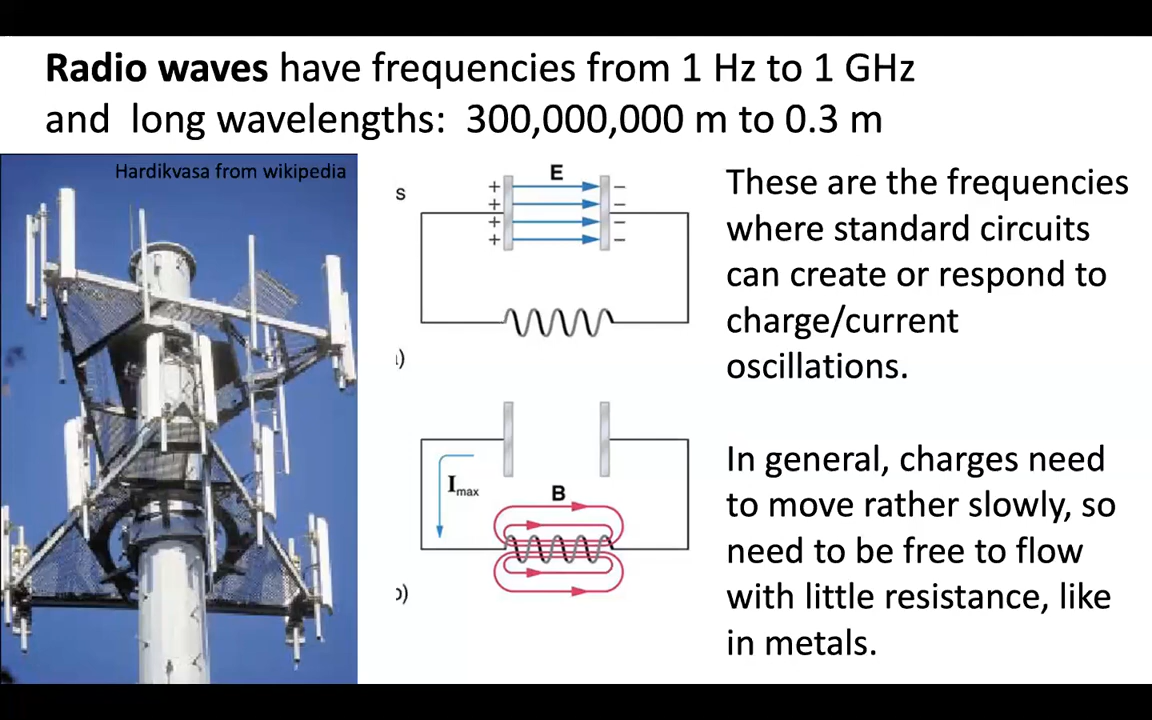 Radio waves have frequencies from 1 Hz to 1 GHz
and long wavelengths: 300,000,000 m to 0.3 m
Hardikvasa from wikipedia
s
E
+ −
+ −
+ −
+ −
These are the frequencies
where standard circuits
can create or respond to
charge/current
oscillations.
Imax
B
In general, charges need
to move rather slowly, so
need to be free to flow
with little resistance, like
in metals.